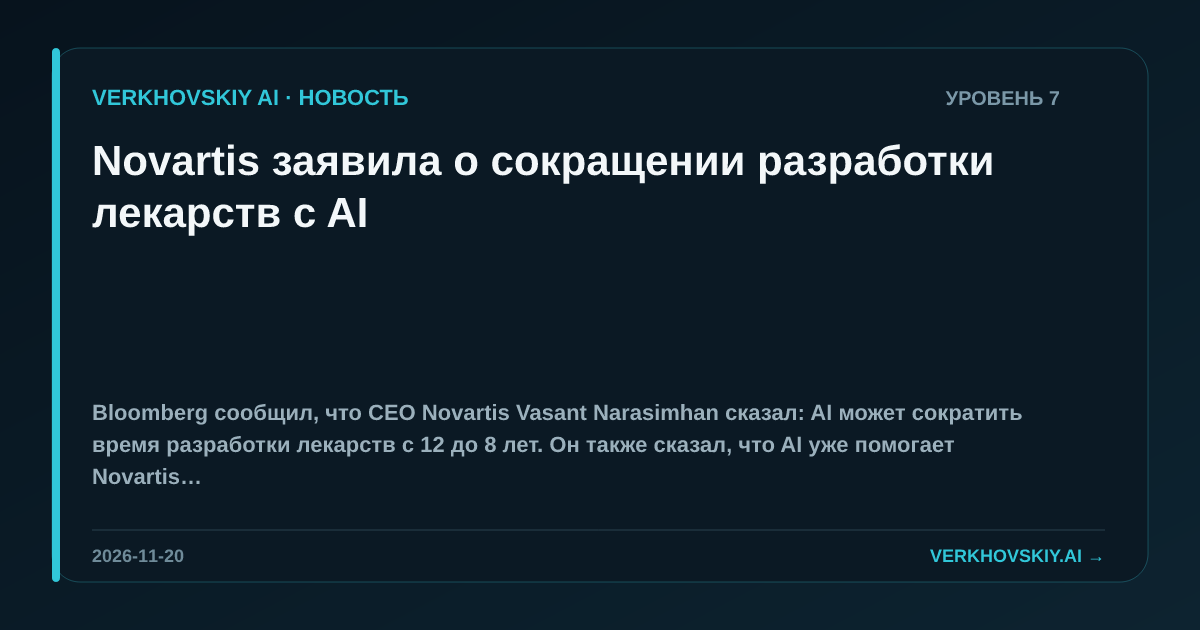 VERKHOVSKIY AI · НОВОСТЬ
УРОВЕНЬ 7
Novartis заявила о сокращении разработки
лекарств с AI
Bloomberg сообщил, что CEO Novartis Vasant Narasimhan сказал: AI может сократить
время разработки лекарств с 12 до 8 лет. Он также сказал, что AI уже помогает
Novartis…
2026-11-20
VERKHOVSKIY.AI →